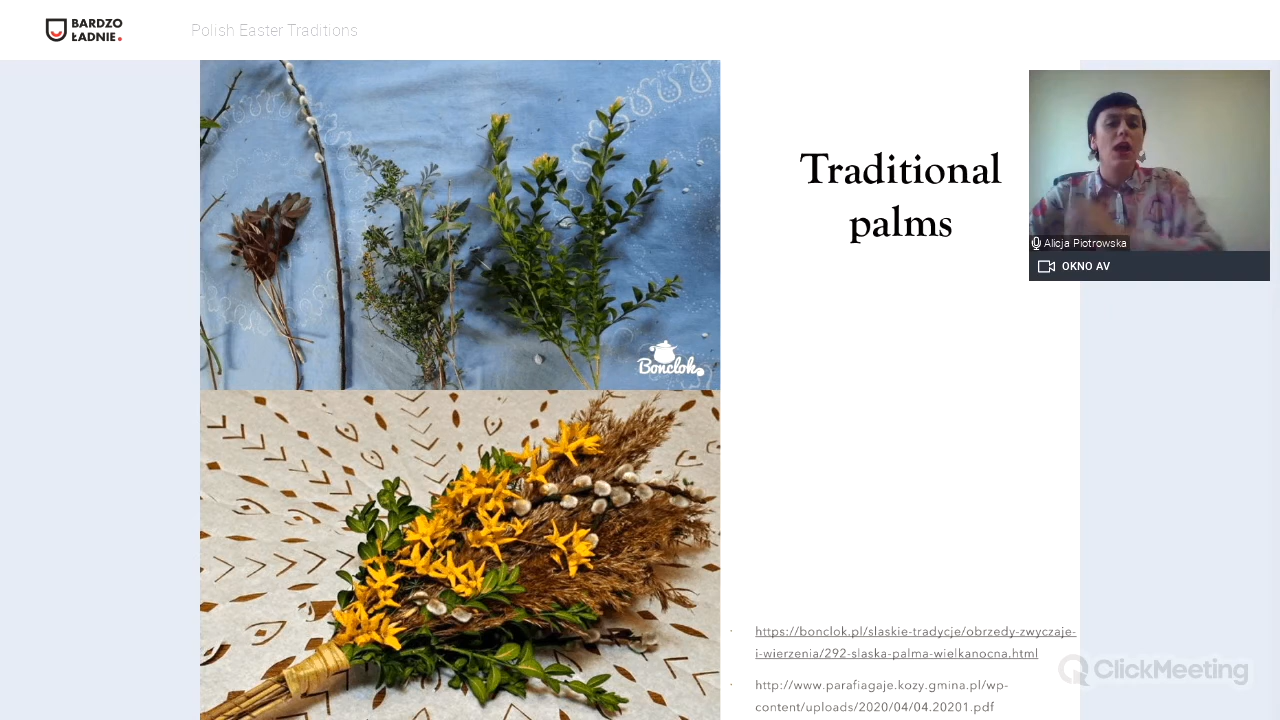 BARDZO
ŁADNIE.
Polish Easter Traditions
Traditional
palms
Alicja Piotrowska
OKNO AV
Bonclok
https://bonclok.pl/slaskie-tradycje/obrzedy-zwyczaje-
i-wierzenia/292-slaska-palma-wielkanocna.html
http://www.parafiagaje.kozy.gmina.pl/wp-
content/uploads/2020/04/04.20201.pdf
ClickMeeting